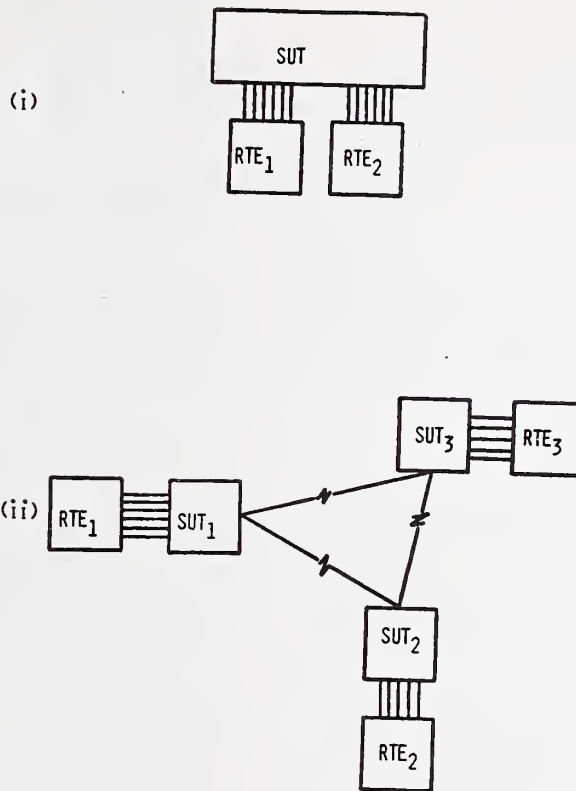 (i)
SUT
RTE1
RTE2
(ii)
RTE1
SUT1
SUT3
RTE3
SUT2
RTE2